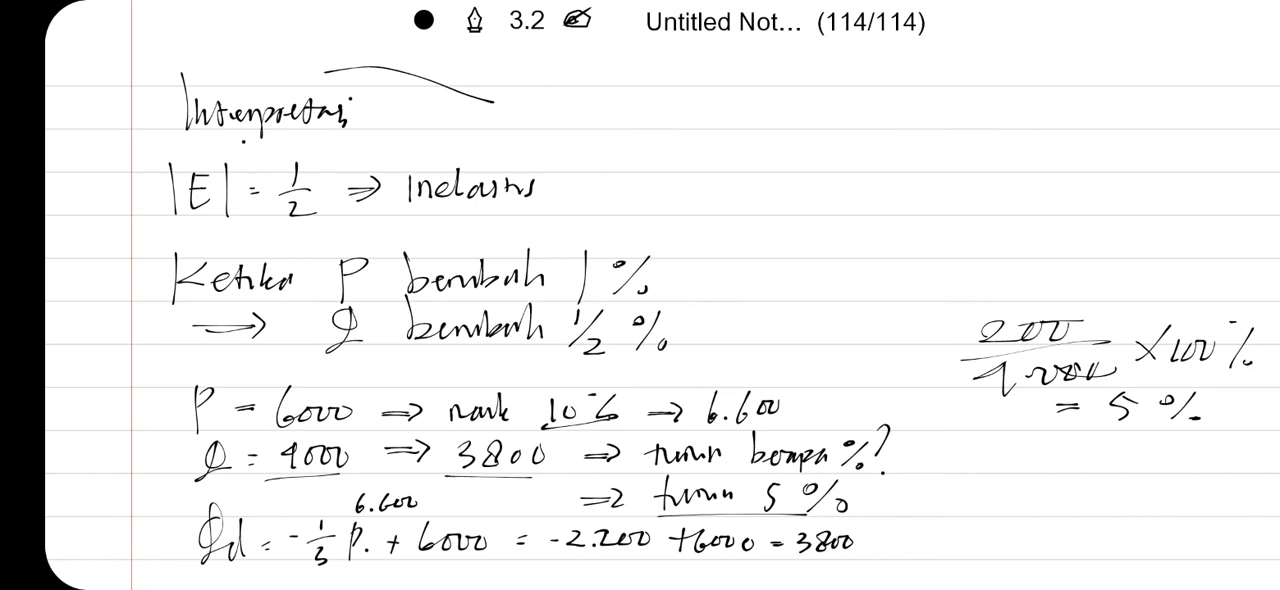 3.2 Untitled Not... (114/114)
Interpretasi
|E| = 1/2 ⇒ Inelastis
Ketika P berubah 1 %
⇒ Q berubah 1/2 %
200/4000 × 100 %
= 5 %
P = 6000 ⇒ naik 10 % → 6.600
Q = 4000 ⇒ 3800 ⇒ turun berapa %?
⇒ turun 5 %
6.600
Qd = -1/3 P. + 6000 = -2.200 + 6000 = 3800